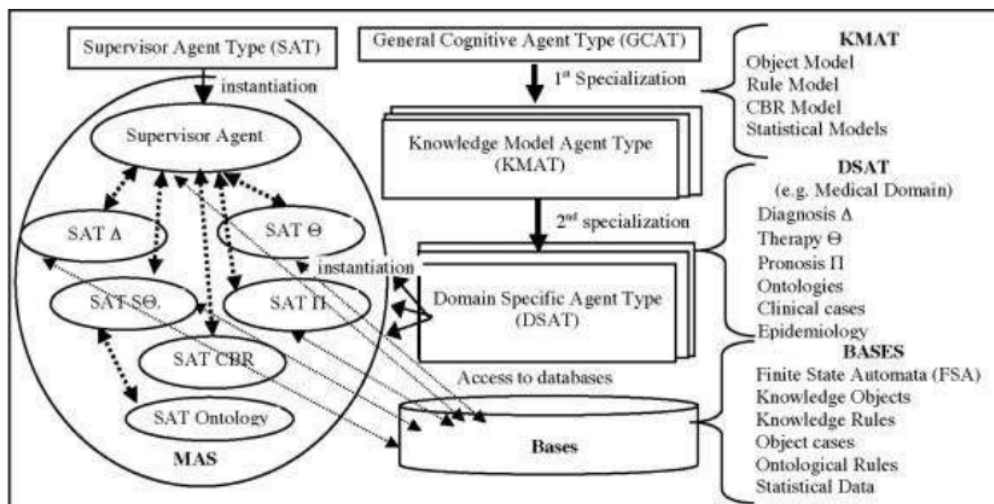 Supervisor Agent Type (SAT)
General Cognitive Agent Type (GCAT)
instantiation
1st Specialization
Supervisor Agent
Knowledge Model Agent Type
(KMAT)
SAT Δ
SAT Θ
2nd specialization
instantiation
SAT SΘ.
SAT Π
Domain Specific Agent Type
(DSAT)
SAT CBR
SAT Ontology
MAS
Access to databases
Bases
KMAT
Object Model
Rule Model
CBR Model
Statistical Models
DSAT
(e.g. Medical Domain)
Diagnosis Δ
Therapy Θ
Pronosis Π
Ontologies
Clinical cases
Epidemiology
BASES
Finite State Automata (FSA)
Knowledge Objects
Knowledge Rules
Object cases
Ontological Rules
Statistical Data